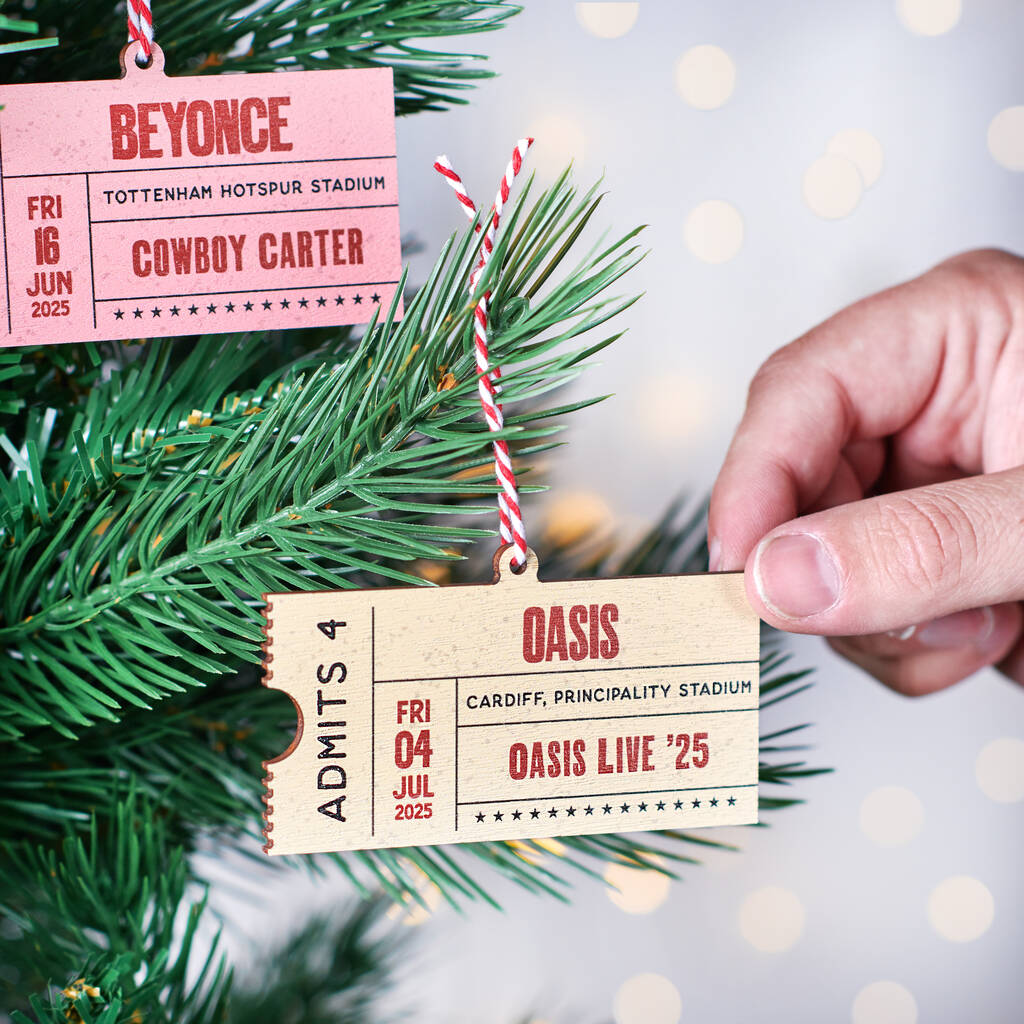 BEYONCE
TOTTENHAM HOTSPUR STADIUM
FRI
16
JUN
2025
COWBOY CARTER
ADMITS 4
OASIS
CARDIFF, PRINCIPALITY STADIUM
FRI
04
JUL
2025
OASIS LIVE '25